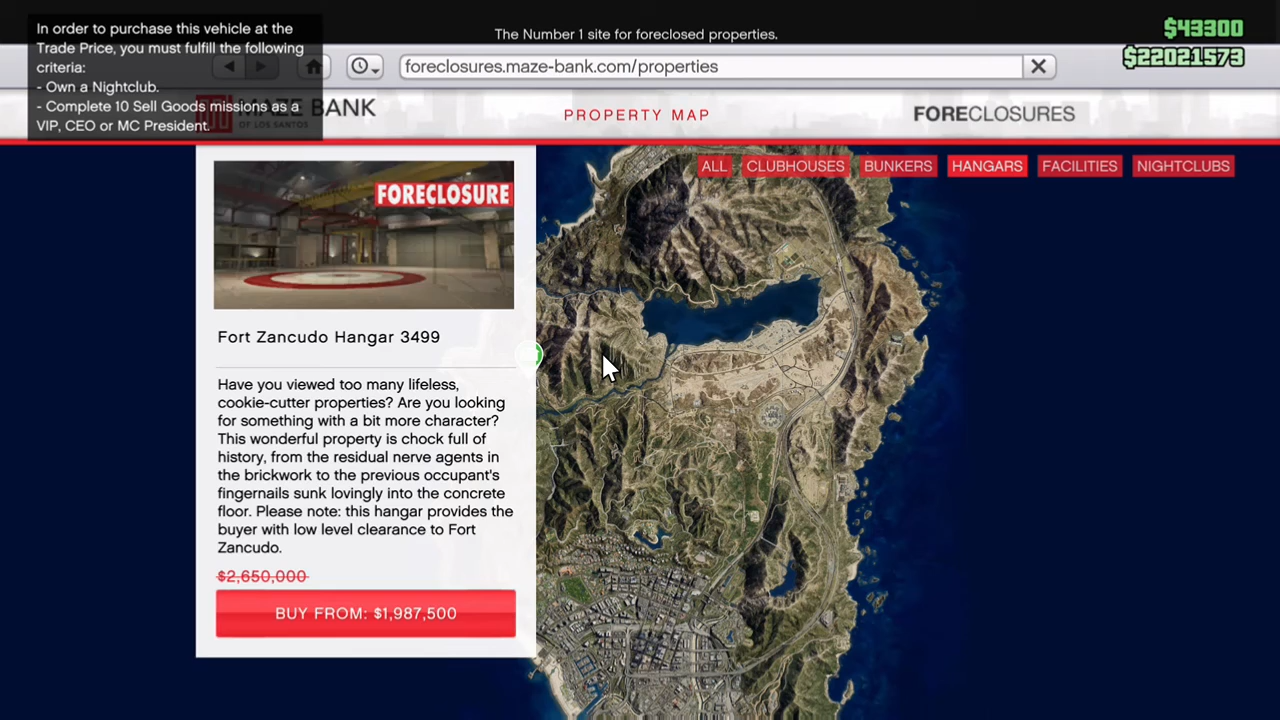 In order to purchase this vehicle at the
Trade Price, you must fulfill the following
criteria:
- Own a Nightclub.
- Complete 10 Sell Goods missions as a
VIP, CEO or MC President.
The Number 1 site for foreclosed properties.
$43300
$22021573
foreclosures.maze-bank.com/properties
MAZE BANK
OF LOS SANTOS
PROPERTY MAP
FORECLOSURES
ALL
CLUBHOUSES
BUNKERS
HANGARS
FACILITIES
NIGHTCLUBS
FORECLOSURE
Fort Zancudo Hangar 3499
Have you viewed too many lifeless,
cookie-cutter properties? Are you looking
for something with a bit more character?
This wonderful property is chock full of
history, from the residual nerve agents in
the brickwork to the previous occupant's
fingernails sunk lovingly into the concrete
floor. Please note: this hangar provides the
buyer with low level clearance to Fort
Zancudo.
$2,650,000
BUY FROM: $1,987,500